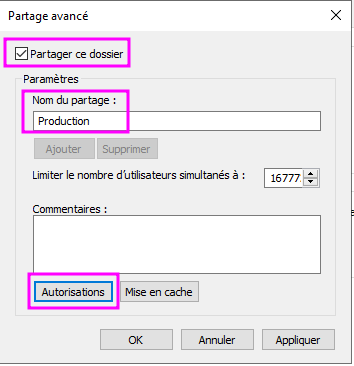 Partage avancé
Partager ce dossier
Paramètres
Nom du partage :
Production
Ajouter Supprimer
Limiter le nombre d'utilisateurs simultanés à : 16777
Commentaires :
Autorisations Mise en cache
OK Annuler Appliquer